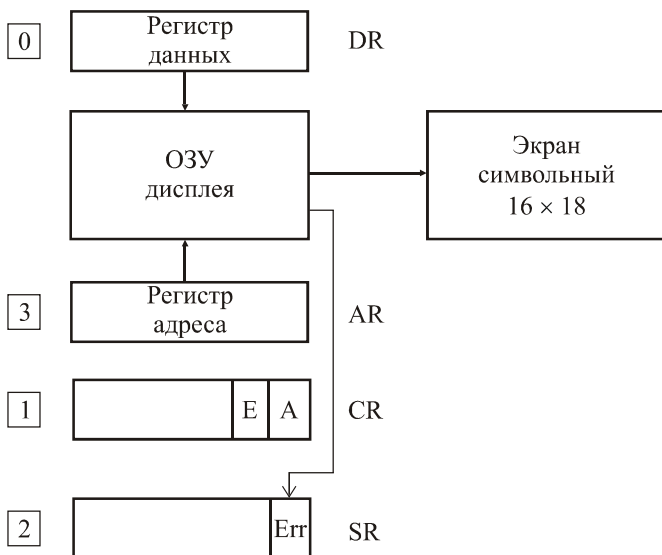 0
Регистр
данных
DR
ОЗУ
дисплея
Экран
символьный
16 × 18
3
Регистр
адреса
AR
1
E
A
CR
2
Err
SR